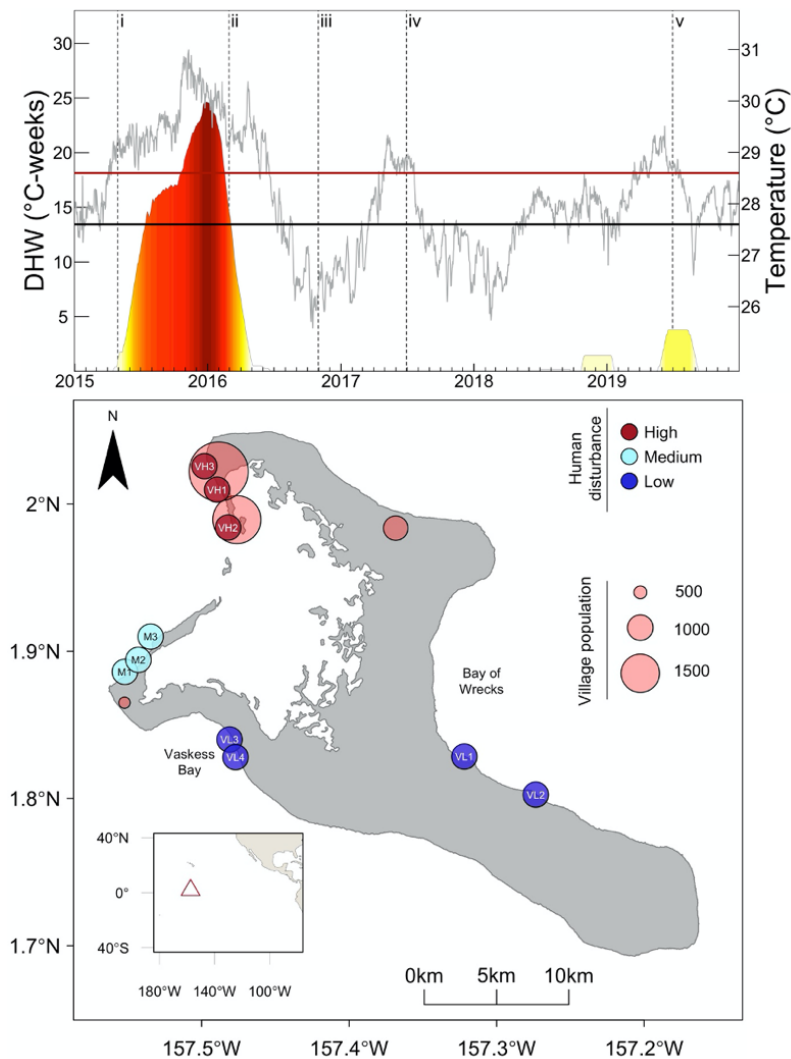 i ii iii iv v
30
25
20
15
10
5
DHW (°C-weeks)
31
30
29
28
27
26
Temperature (°C)
2015 2016 2017 2018 2019
N
2°N
1.9°N
1.8°N
1.7°N
VH3
VH1
VH2
M3
M2
M1
VL3
VL4
VL1
VL2
Vaskess
Bay
Bay of
Wrecks
Human
disturbance
High
Medium
Low
Village population
500
1000
1500
40°N
0°
40°S
180°W 140°W 100°W
0km 5km 10km
157.5°W 157.4°W 157.3°W 157.2°W